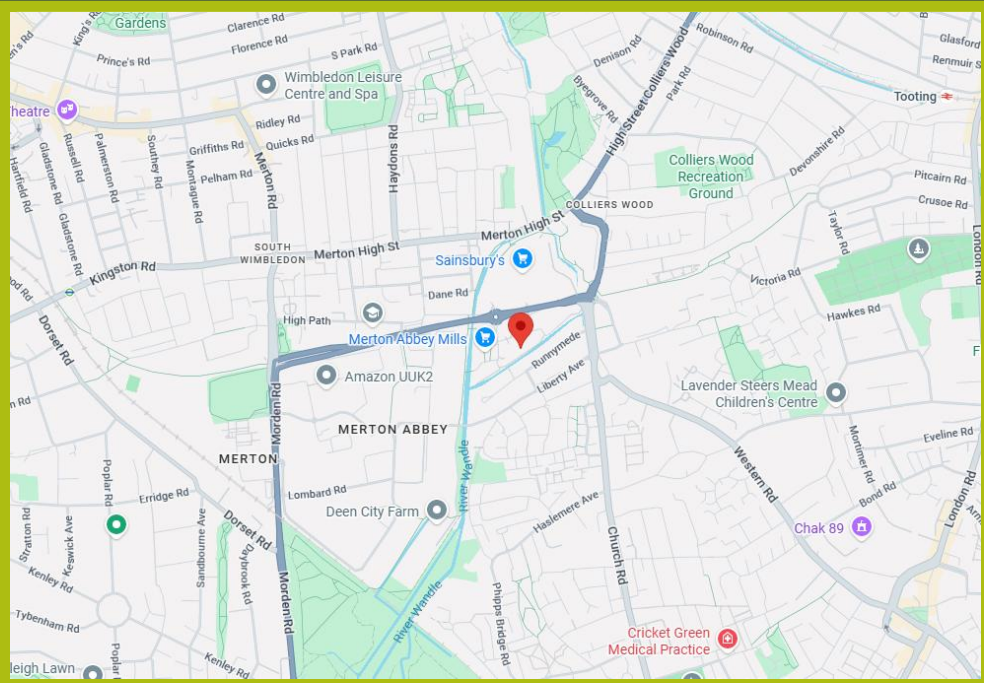 Gardens
King's Rd
Clarence Rd
Florence Rd
Prince's Rd
S Park Rd
Wimbledon Leisure
Centre and Spa
Denison Rd
Robinson Rd
Glasford
Renmuir S
Tooting
Byegrove Rd
Park Rd
High Street Colliers Wood
Theatre
Ridley Rd
Quicks Rd
Griffiths Rd
Pelham Rd
Merton Rd
Haydons Rd
Hartfield Rd
Gladstone Rd
Russell Rd
Palmerston Rd
Southey Rd
Montague Rd
Gladstone Rd
Colliers Wood
Recreation
Ground
Devonshire Rd
Pitcairn Rd
Crusoe Rd
COLLIERS WOOD
Taylor Rd
London Rd
SOUTH
WIMBLEDON
Merton High St
Merton High St
Kingston Rd
Sainsbury's
Dane Rd
Victoria Rd
Hawkes Rd
High Path
Dorset Rd
Merton Abbey Mills
Runnymede
Liberty Ave
Amazon UUK2
Lavender Steers Mead
Children's Centre
Morden Rd
MERTON ABBEY
MERTON
Mortimer Rd
Eveline Rd
Western Rd
River Wandle
Bond Rd
London Rd
Poplar Rd
Erridge Rd
Lombard Rd
Deen City Farm
Haslemere Ave
Chak 89
Stratton Rd
Keswick Ave
Sandbourne Ave
Dorset Rd
Daybrook Rd
Church Rd
Kenley Rd
Morden Rd
River Wandle
Phipps Bridge Rd
Tybenham Rd
Cricket Green
Medical Practice
Poplar
Kenley Rd
leigh Lawn